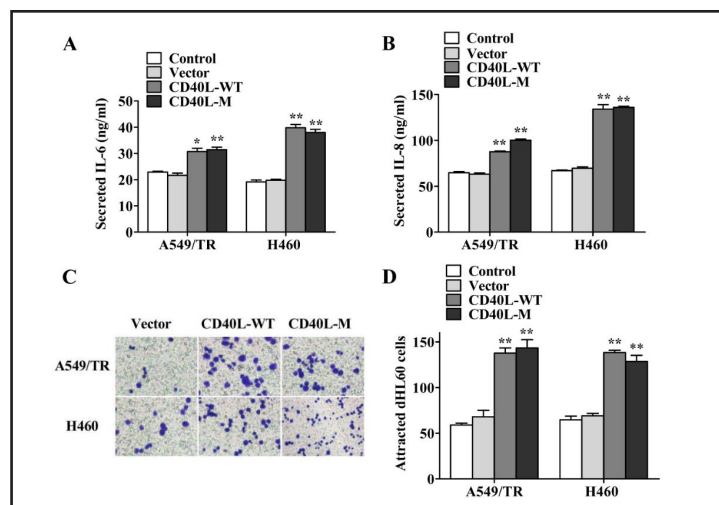 A
Control
Vector
CD40L-WT
CD40L-M
Secreted IL-6 (ng/ml)
60
50
40
30
20
10
0
* ** ** **
A549/TR H460
B
Control
Vector
CD40L-WT
CD40L-M
Secreted IL-8 (ng/ml)
150
100
50
0
** ** ** **
A549/TR H460
C
Vector CD40L-WT CD40L-M
A549/TR
H460
D
Control
Vector
CD40L-WT
CD40L-M
Attracted dHL60 cells
150
100
50
0
** ** ** **
A549/TR H460